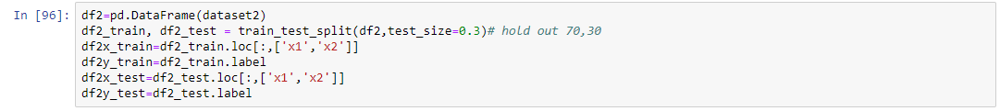 In [96]: df2=pd.DataFrame(dataset2)
df2_train, df2_test = train_test_split(df2,test_size=0.3)# hold out 70,30
df2x_train=df2_train.loc[:,['x1','x2']]
df2y_train=df2_train.label
df2x_test=df2_test.loc[:,['x1','x2']]
df2y_test=df2_test.label